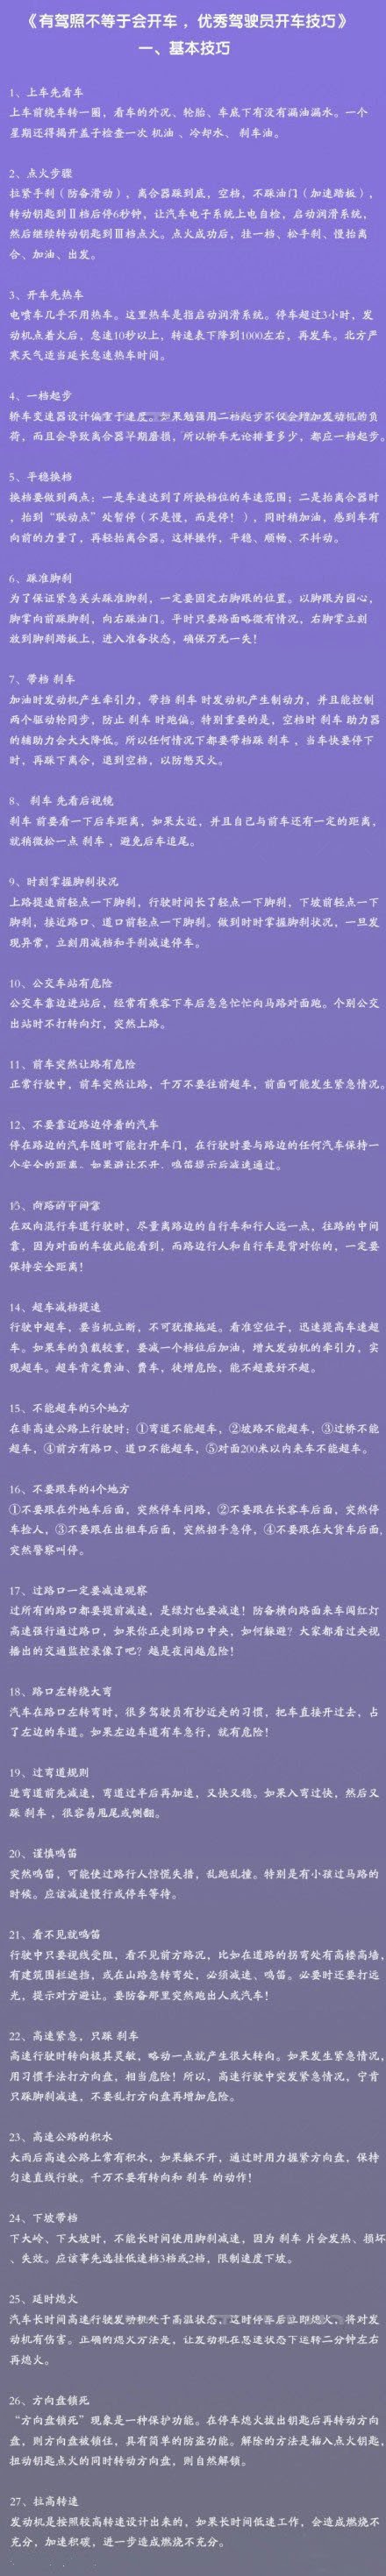 《有驾照不等于会开车，优秀驾驶员开车技巧》
一、基本技巧
1、上车先看车
上车前绕车转一圈，看车的外况、轮胎、车底下有没有漏油漏水。一个
星期还得揭开盖子检查一次 机油 、冷却水、 刹车油。
2、点火步骤
拉紧手刹（防备滑动），离合器踩到底，空档，不踩油门（加速踏板），
转动钥匙到Ⅱ档后停6秒钟，让汽车电子系统上电自检，启动润滑系统，
然后继续转动钥匙到Ⅲ档点火。点火成功后，挂一档、松手刹、慢抬离
合、加油、出发。
3、开车先热车
电喷车几乎不用热车。这里热车是指启动润滑系统。停车超过3小时，发
动机点着火后，怠速10秒以上，转速表下降到1000左右，再发车。北方严
寒天气适当延长怠速热车时间。
4、一档起步
轿车变速器设计偏重于速度。如果勉强用二档起步不仅会增加发动机的负
荷，而且会导致离合器早期磨损，所以轿车无论排量多少，都应一档起步。
5、平稳换档
换档要做到两点：一是车速达到了所换档位的车速范围；二是抬离合器时
，抬到“联动点”处暂停（不是慢，而是停！），同时稍加油，感到车有
向前的力量了，再轻抬离合器。这样操作，平稳、顺畅、不抖动。
6、踩准脚刹
为了保证紧急关头踩准脚刹，一定要固定右脚跟的位置。以脚跟为圆心，
脚掌向前踩脚刹，向右踩油门。平时只要路面略微有情况，右脚掌立刻
放到脚刹踏板上，进入准备状态，确保万无一失！
7、带档 刹车
加油时发动机产生牵引力，带档 刹车 时发动机产生制动力，并且能控制
两个驱动轮同步，防止 刹车 时跑偏。特别重要的是，空档时 刹车 助力器
的辅助力会大大降低。所以任何情况下都要带档踩 刹车 ，当车快要停下
时，再踩下离合，退到空档，以防憋灭火。
8、 刹车 先看后视镜
刹车 前要看一下后车距离，如果太近，并且自己与前车还有一定的距离，
就稍微松一点 刹车 ，避免后车追尾。
9、时刻掌握脚刹状况
上路提速前轻点一下脚刹，行驶时间长了轻点一下脚刹，下坡前轻点一下
脚刹，接近路口、道口前轻点一下脚刹。做到时时掌握脚刹状况，一旦发
现异常，立刻用减档和手刹减速停车。
10、公交车站有危险
公交车靠边进站后，经常有乘客下车后急急忙忙向马路对面跑。个别公交
出站时不打转向灯，突然上路。
11、前车突然让路有危险
正常行驶中，前车突然让路，千万不要往前超车，前面可能发生紧急情况。
12、不要靠近路边停着的汽车
停在路边的汽车随时可能打开车门，在行驶时要与路边的任何汽车保持一
个安全的距离。如果避让不开，鸣笛提示后减速通过。
13、向路的中间靠
在双向混行车道行驶时，尽量离路边的自行车和行人远一点，往路的中间
靠，因为对面的车彼此能看到，而路边行人和自行车是背对你的，一定要
保持安全距离！
14、超车减档提速
行驶中超车，要当机立断，不可犹豫拖延。看准空位子，迅速提高车速超
车。如果车的负载较重，要减一个档位后加油，增大发动机的牵引力，实
现超车。超车肯定费油、费车，徒增危险，能不超最好不超。
15、不能超车的5个地方
在非高速公路上行驶时：①弯道不能超车，②坡路不能超车，③过桥不能
超车，④前方有路口、道口不能超车，⑤对面200米以内来车不能超车。
16、不要跟车的4个地方
①不要跟在外地车后面，突然停车问路，②不要跟在长客车后面，突然停
车捡人，③不要跟在出租车后面，突然招手急停，④不要跟在大货车后面，
突然警察叫停。
17、过路口一定要减速观察
过所有的路口都要提前减速，是绿灯也要减速！防备横向路面来车闯红灯
高速强行通过路口，如果你正走到路口中央，如何躲避？大家都看过央视
播出的交通监控录像了吧？越是夜间越危险！
18、路口左转绕大弯
汽车在路口左转弯时，很多驾驶员有抄近走的习惯，把车直接开过去，占
了左边的车道。如果左边车道有车急行，就有危险！
19、过弯道规则
进弯道前先减速，弯道过半后再加速，又快又稳。如果入弯过快，然后又
踩 刹车 ，很容易甩尾或侧翻。
20、谨慎鸣笛
突然鸣笛，可能使过路行人惊慌失措，乱跑乱撞。特别是有小孩过马路的
时候。应该减速慢行或停车等待。
21、看不见就鸣笛
行驶中只要视线受阻，看不见前方路况，比如在道路的拐弯处有高楼高墙，
有建筑围栏遮挡，或在山路急转弯处，必须减速、鸣笛。必要时还要打远
光，提示对方避让。要防备那里突然跑出人或汽车！
22、高速紧急，只踩 刹车
高速行驶时转向极其灵敏，略动一点就产生很大转向。如果发生紧急情况，
用习惯手法打方向盘，相当危险！所以，高速行驶中突发紧急情况，宁肯
只踩脚刹减速，不要乱打方向盘再增加危险。
23、高速公路的积水
大雨后高速公路上常有积水，如果躲不开，通过时用力握紧方向盘，保持
匀速直线行驶。千万不要有转向和 刹车 的动作！
24、下坡带档
下大岭、下大坡时，不能长时间使用脚刹减速，因为 刹车 片会发热、损坏
、失效。应该事先选挂低速档3档或2档，限制速度下坡。
25、延时熄火
汽车长时间高速行驶发动机处于高温状态，这时停车后立即熄火，将对发
动机有伤害。正确的熄火方法是，让发动机在怠速状态下运转二分钟左右
再熄火。
26、方向盘锁死
“方向盘锁死”现象是一种保护功能。在停车熄火拔出钥匙后再转动方向
盘，则方向盘被锁住，具有简单的防盗功能。解除的方法是插入点火钥匙，
扭动钥匙点火的同时转动方向盘，则自然解锁。
27、拉高转速
发动机是按照较高转速设计出来的，如果长时间低速工作，会造成燃烧不
充分，加速积碳，进一步造成燃烧不充分。